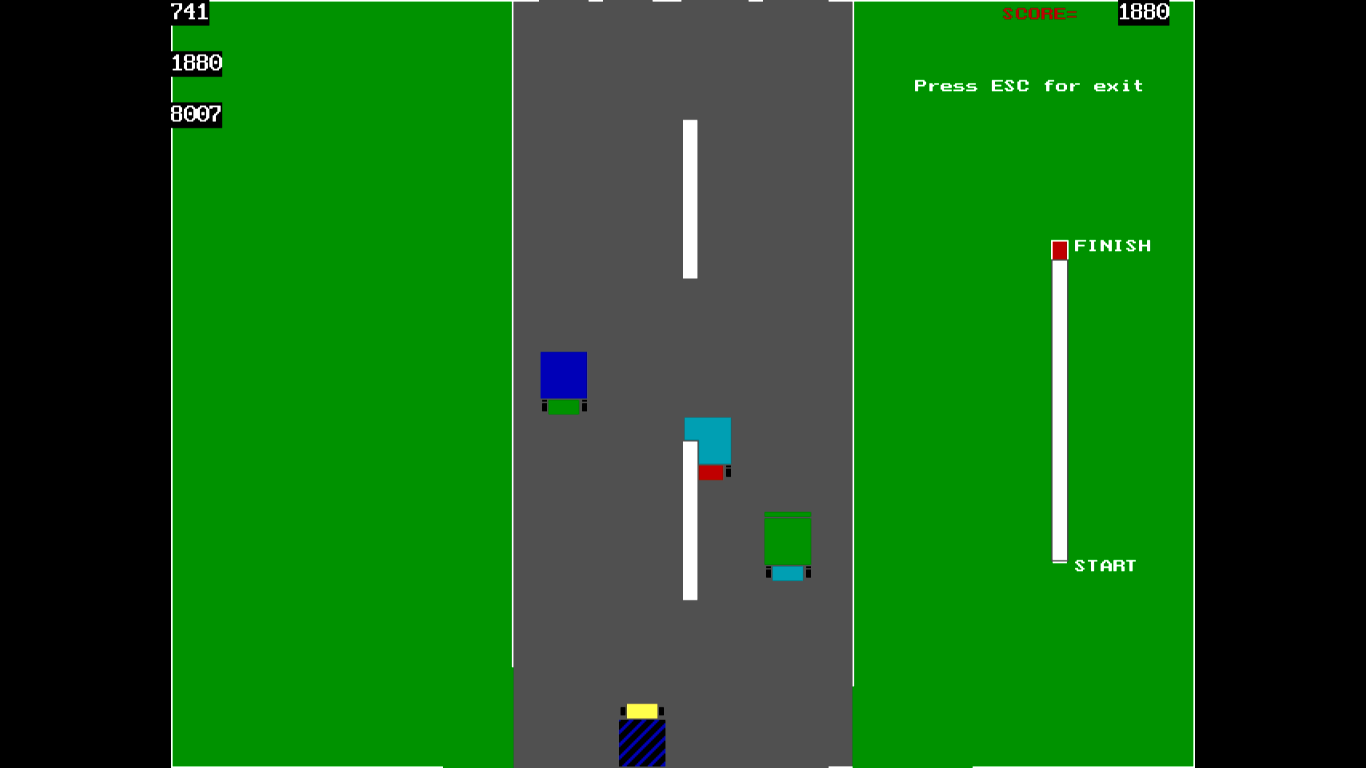 741
SCORE= 1880
1880
Press ESC for exit
8007
FINISH
START